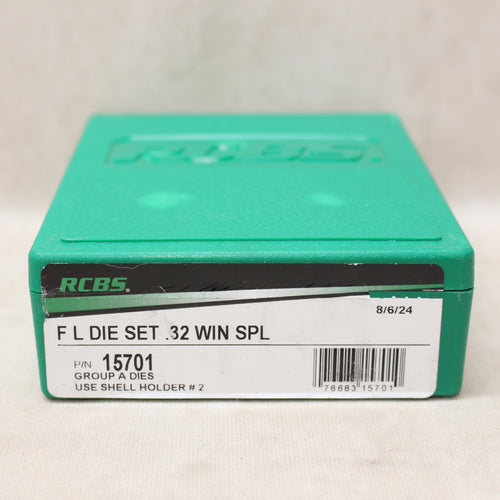 RCBS
RCBS®
8/6/24
F L DIE SET .32 WIN SPL
P/N 15701
GROUP A DIES
USE SHELL HOLDER # 2
76683 15701